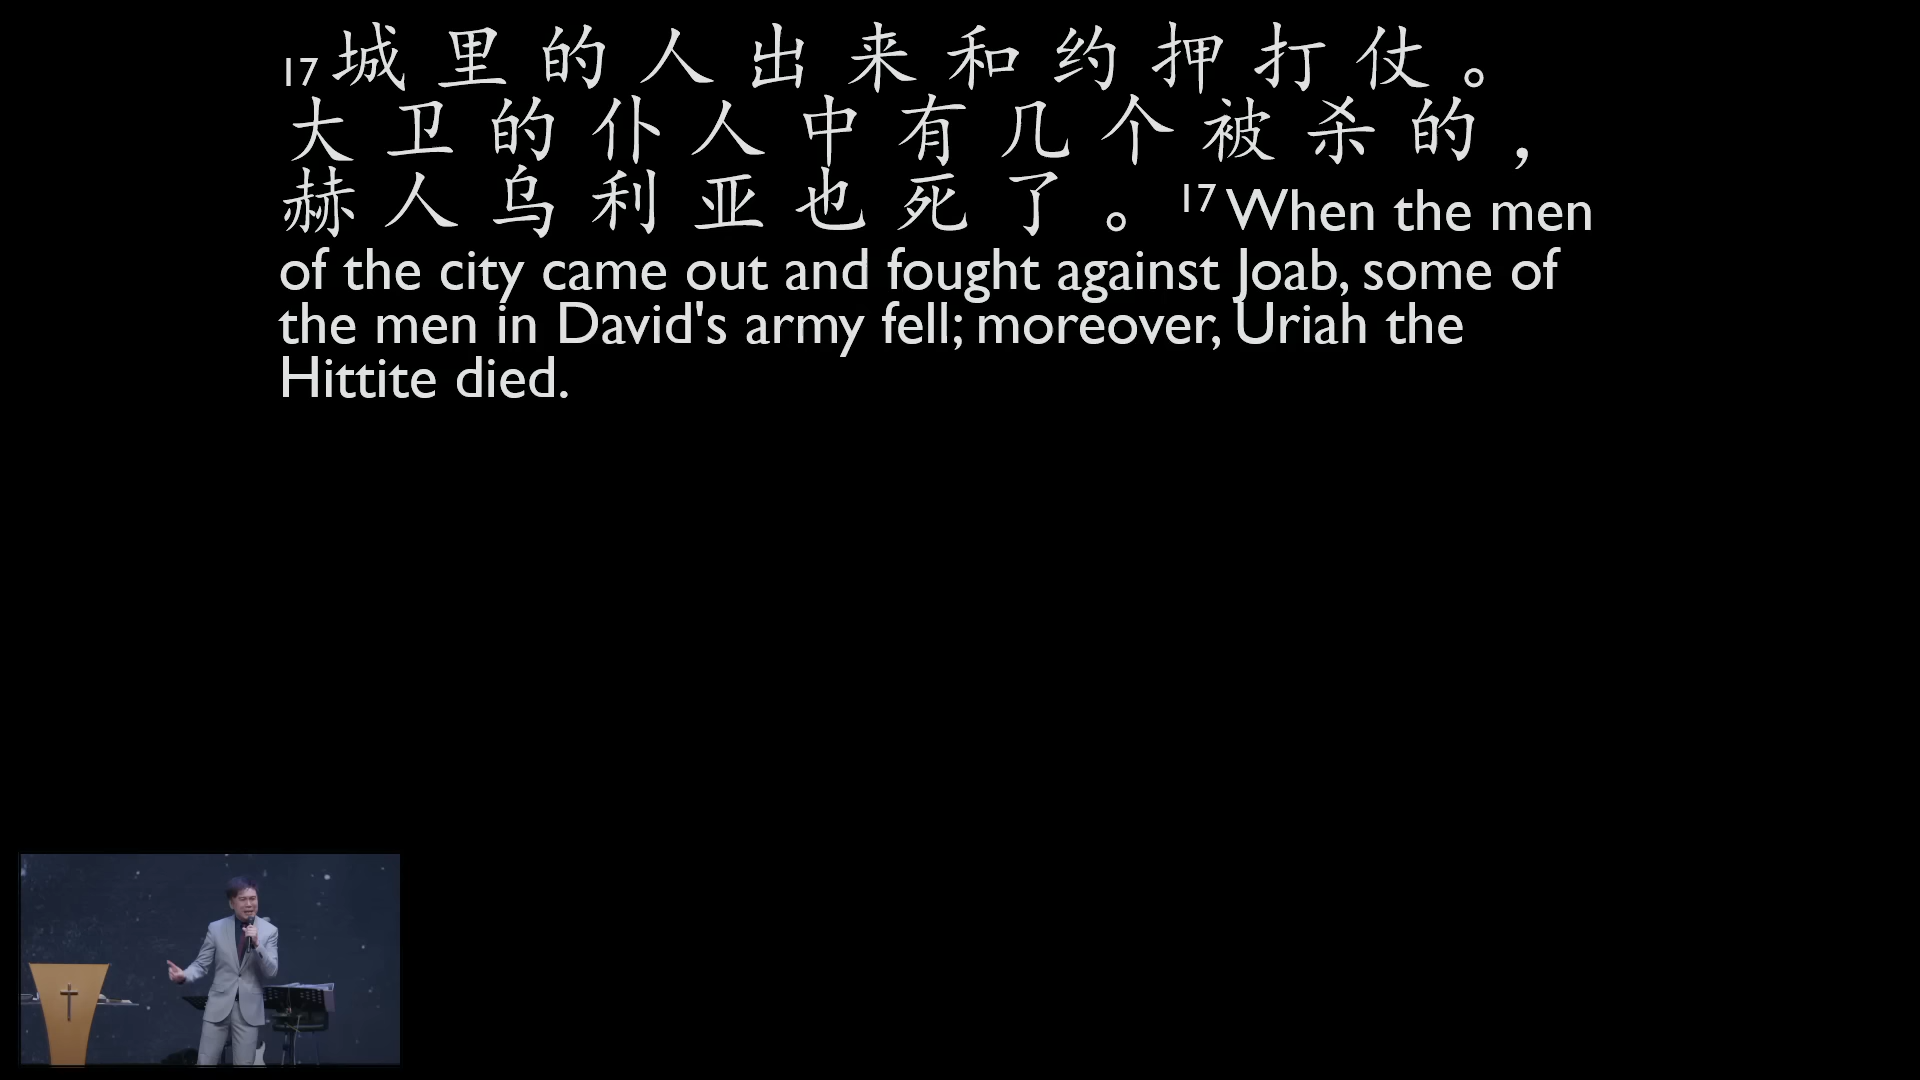 17 城里的人出来和约押打仗。
大卫的仆人中有几个被杀的，
赫人乌利亚也死了。17 When the men
of the city came out and fought against Joab, some of
the men in David's army fell; moreover, Uriah the
Hittite died.